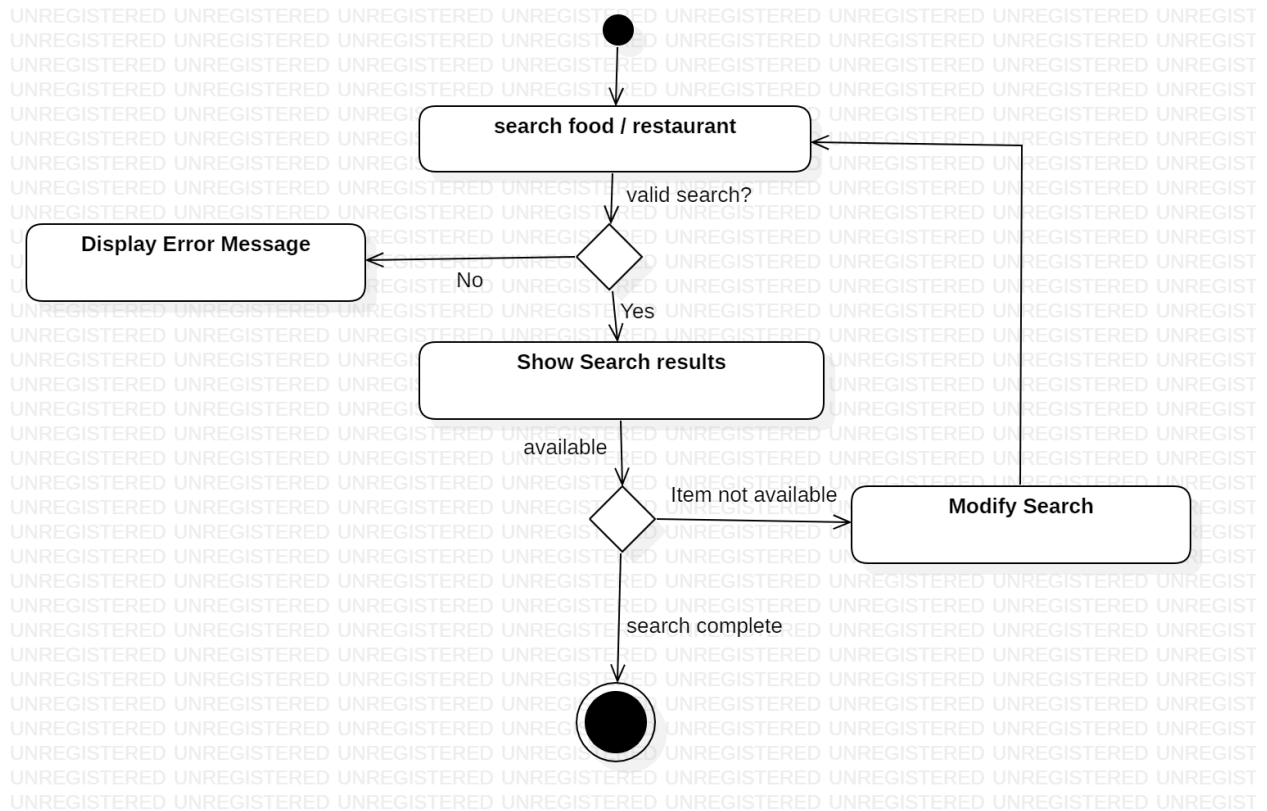 UNREGISTERED
search food / restaurant
valid search?
Display Error Message
No
Yes
Show Search results
available
Item not available
Modify Search
search complete